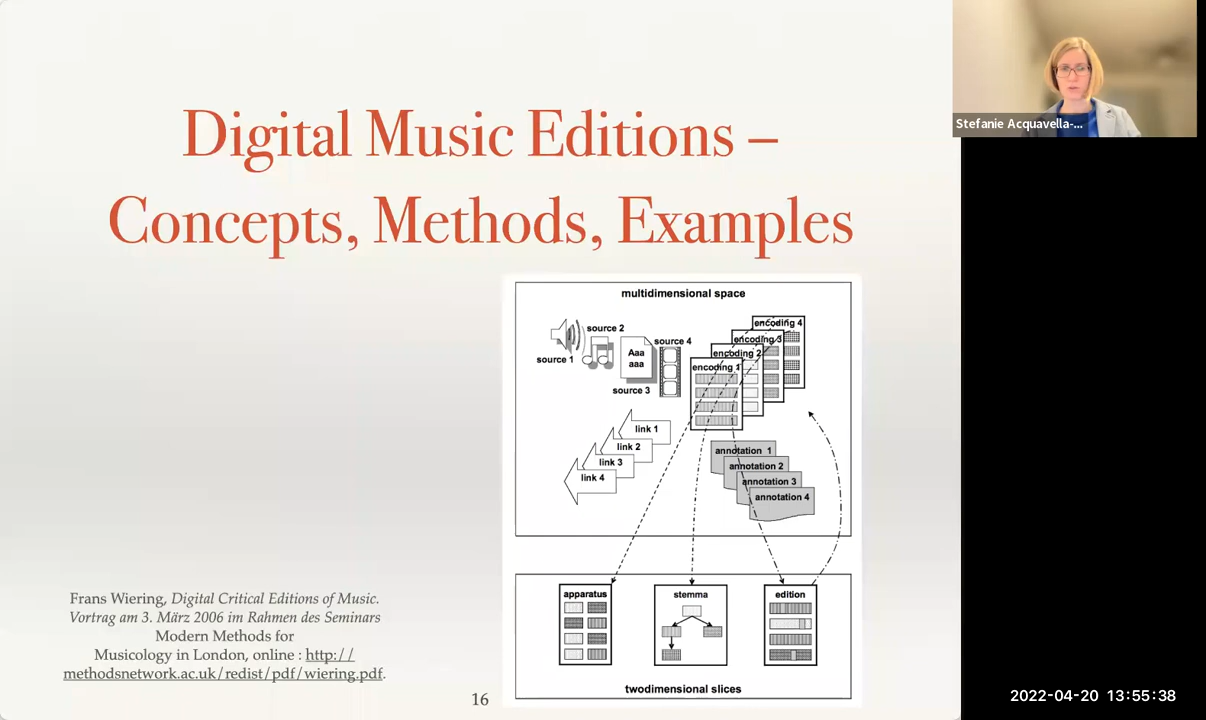 Digital Music Editions –
Concepts, Methods, Examples
multidimensional space
source 1
source 2
source 3
source 4
Aaa
aaa
encoding 4
encoding 3
encoding 2
encoding 1
link 1
link 2
link 3
link 4
annotation 1
annotation 2
annotation 3
annotation 4
apparatus
stemma
edition
twodimensional slices
Frans Wiering, Digital Critical Editions of Music.
Vortrag am 3. März 2006 im Rahmen des Seminars
Modern Methods for
Musicology in London, online : http://
methodsnetwork.ac.uk/redist/pdf/wiering.pdf.
16
Stefanie Acquavella-...
2022-04-20 13:55:38